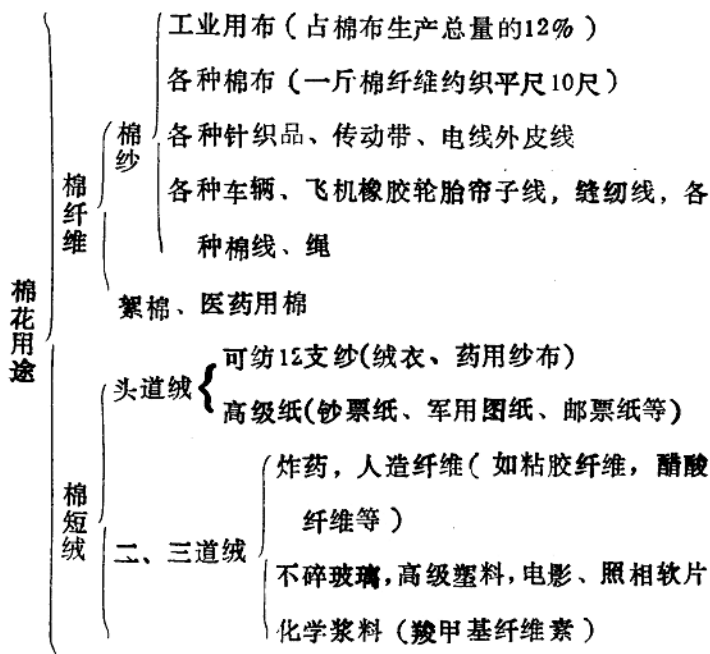 工业用布（占棉布生产总量的12%）
各种棉布（一斤棉纤维约织平尺10尺）
棉纱
各种针织品、传动带、电线外皮线
棉纤维
各种车辆、飞机橡胶轮胎帘子线，缝纫线，各
种棉线、绳
絮棉、医药用棉
棉花用途
可纺12支纱(绒衣、药用纱布)
头道绒
高级纸(钞票纸、军用图纸、邮票纸等)
棉短绒
炸药，人造纤维（如粘胶纤维，醋酸
纤维等）
二、三道绒
不碎玻璃，高级塑料，电影、照相软片
化学浆料（羧甲基纤维素）